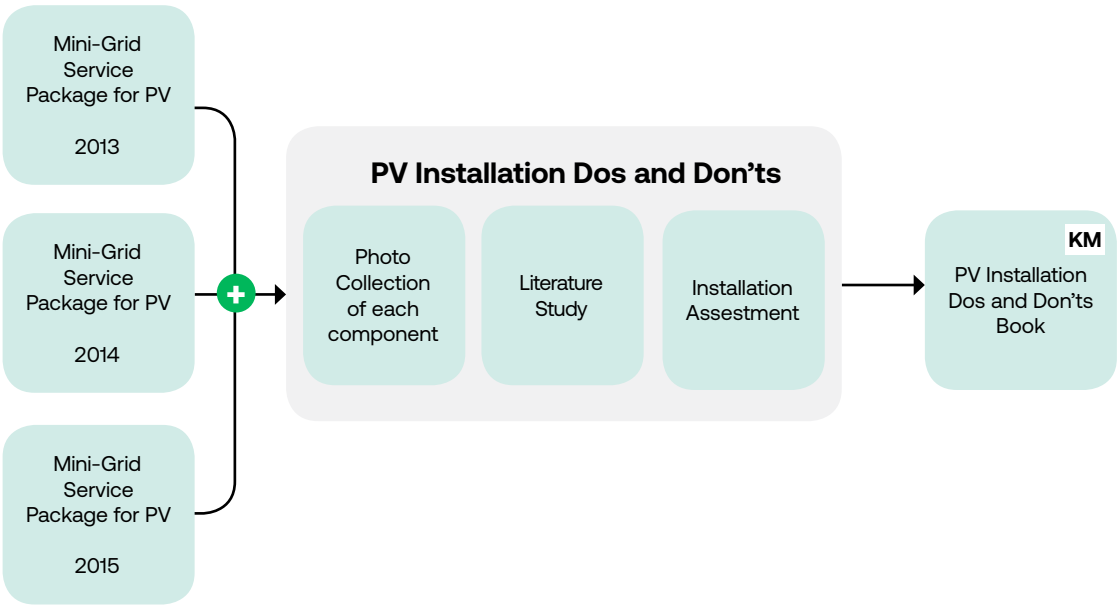 Mini-Grid
Service
Package for PV
2013
Mini-Grid
Service
Package for PV
2014
Mini-Grid
Service
Package for PV
2015
PV Installation Dos and Don’ts
Photo
Collection
of each
component
Literature
Study
Installation
Assestment
KM
PV Installation
Dos and Don’ts
Book